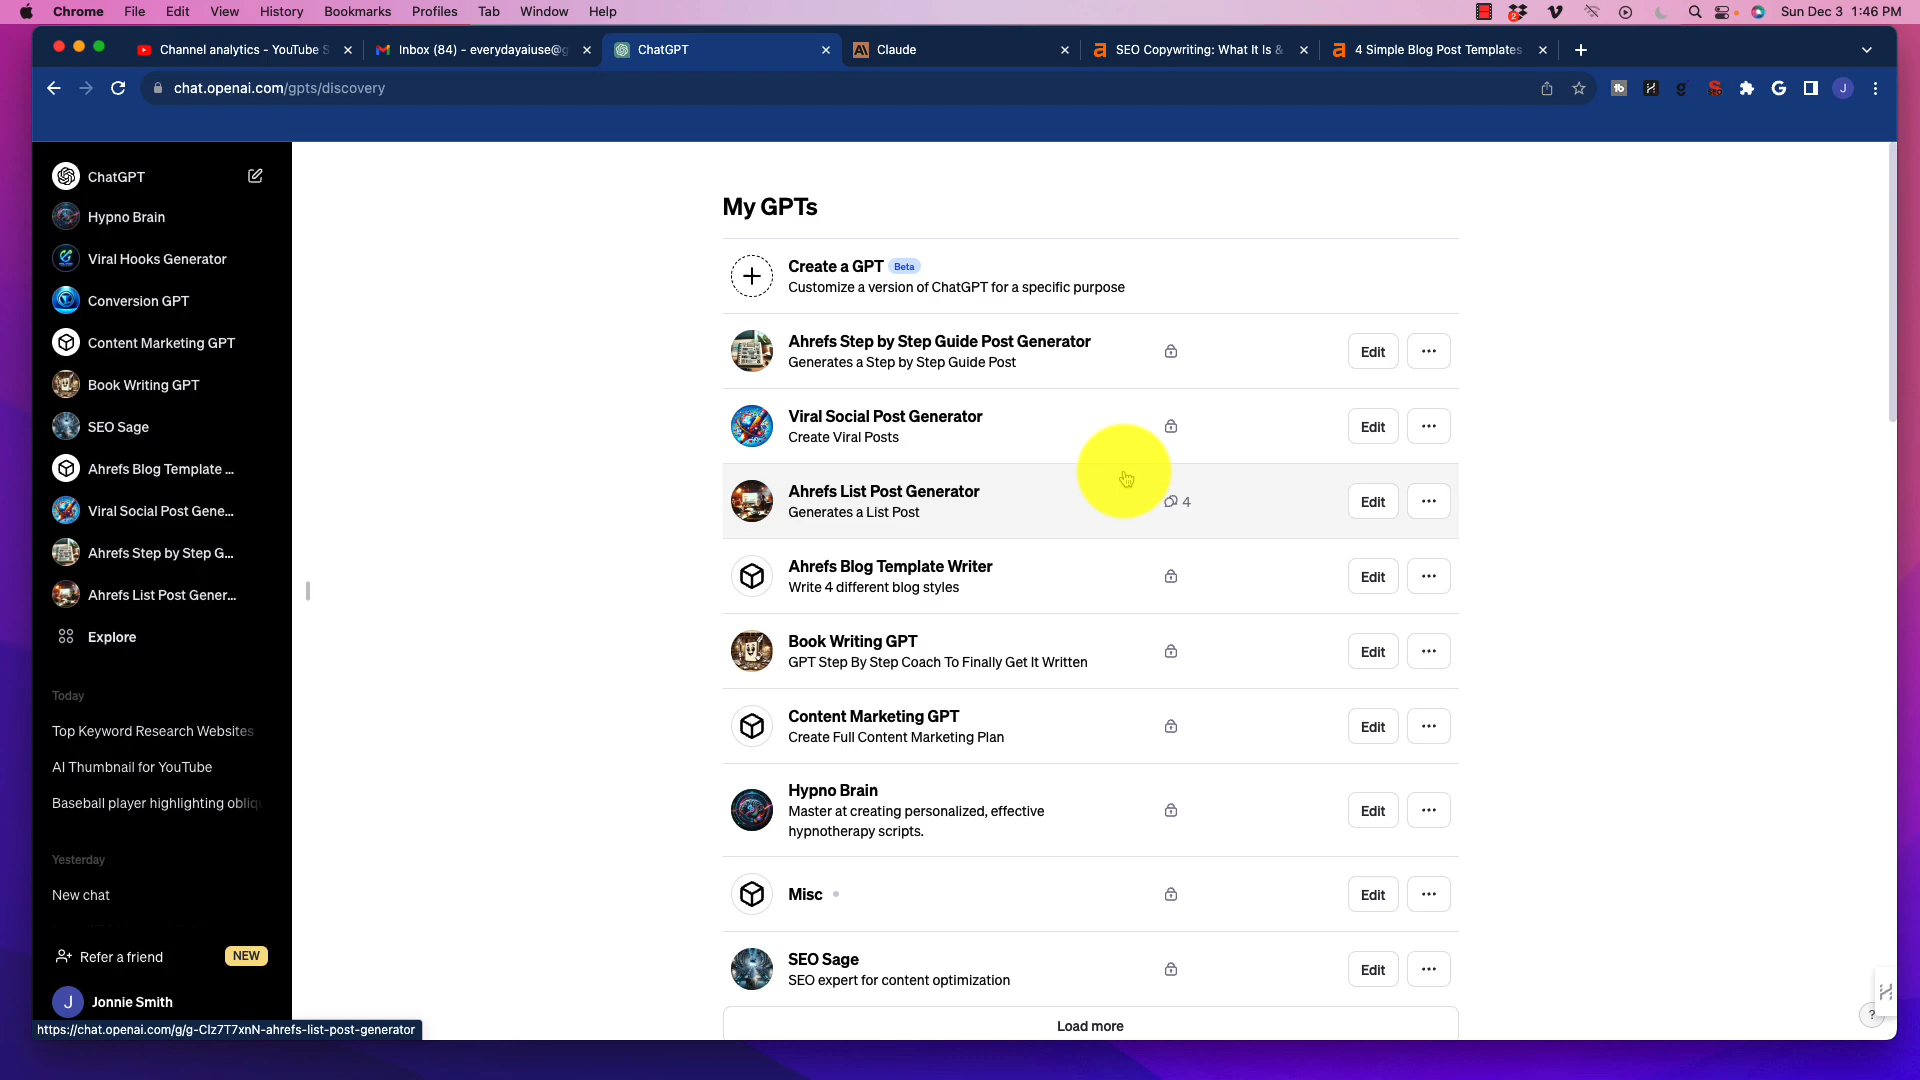 Chrome File Edit View History Bookmarks Profiles Tab Window Help
2
Sun Dec 3 1:46 PM
Channel analytics - YouTube S
Inbox (84) - everydayaiuse@g
ChatGPT
Claude
SEO Copywriting: What It Is &
4 Simple Blog Post Templates
chat.openai.com/gpts/discovery
tb
g
SEO
G
J
ChatGPT
Hypno Brain
Viral Hooks Generator
Conversion GPT
Content Marketing GPT
Book Writing GPT
SEO Sage
Ahrefs Blog Template ...
Viral Social Post Gene...
Ahrefs Step by Step G...
Ahrefs List Post Gener...
Explore
Today
Top Keyword Research Websites
AI Thumbnail for YouTube
Baseball player highlighting obliq
Yesterday
New chat
Refer a friend NEW
J Jonnie Smith
https://chat.openai.com/g/g-CIz7T7xnN-ahrefs-list-post-generator
My GPTs
Create a GPT Beta
Customize a version of ChatGPT for a specific purpose
Ahrefs Step by Step Guide Post Generator
Generates a Step by Step Guide Post
Edit ...
Viral Social Post Generator
Create Viral Posts
Edit ...
Ahrefs List Post Generator
Generates a List Post
4
Edit ...
Ahrefs Blog Template Writer
Write 4 different blog styles
Edit ...
Book Writing GPT
GPT Step By Step Coach To Finally Get It Written
Edit ...
Content Marketing GPT
Create Full Content Marketing Plan
Edit ...
Hypno Brain
Master at creating personalized, effective
hypnotherapy scripts.
Edit ...
Misc
Edit ...
SEO Sage
SEO expert for content optimization
Edit ...
Load more
?